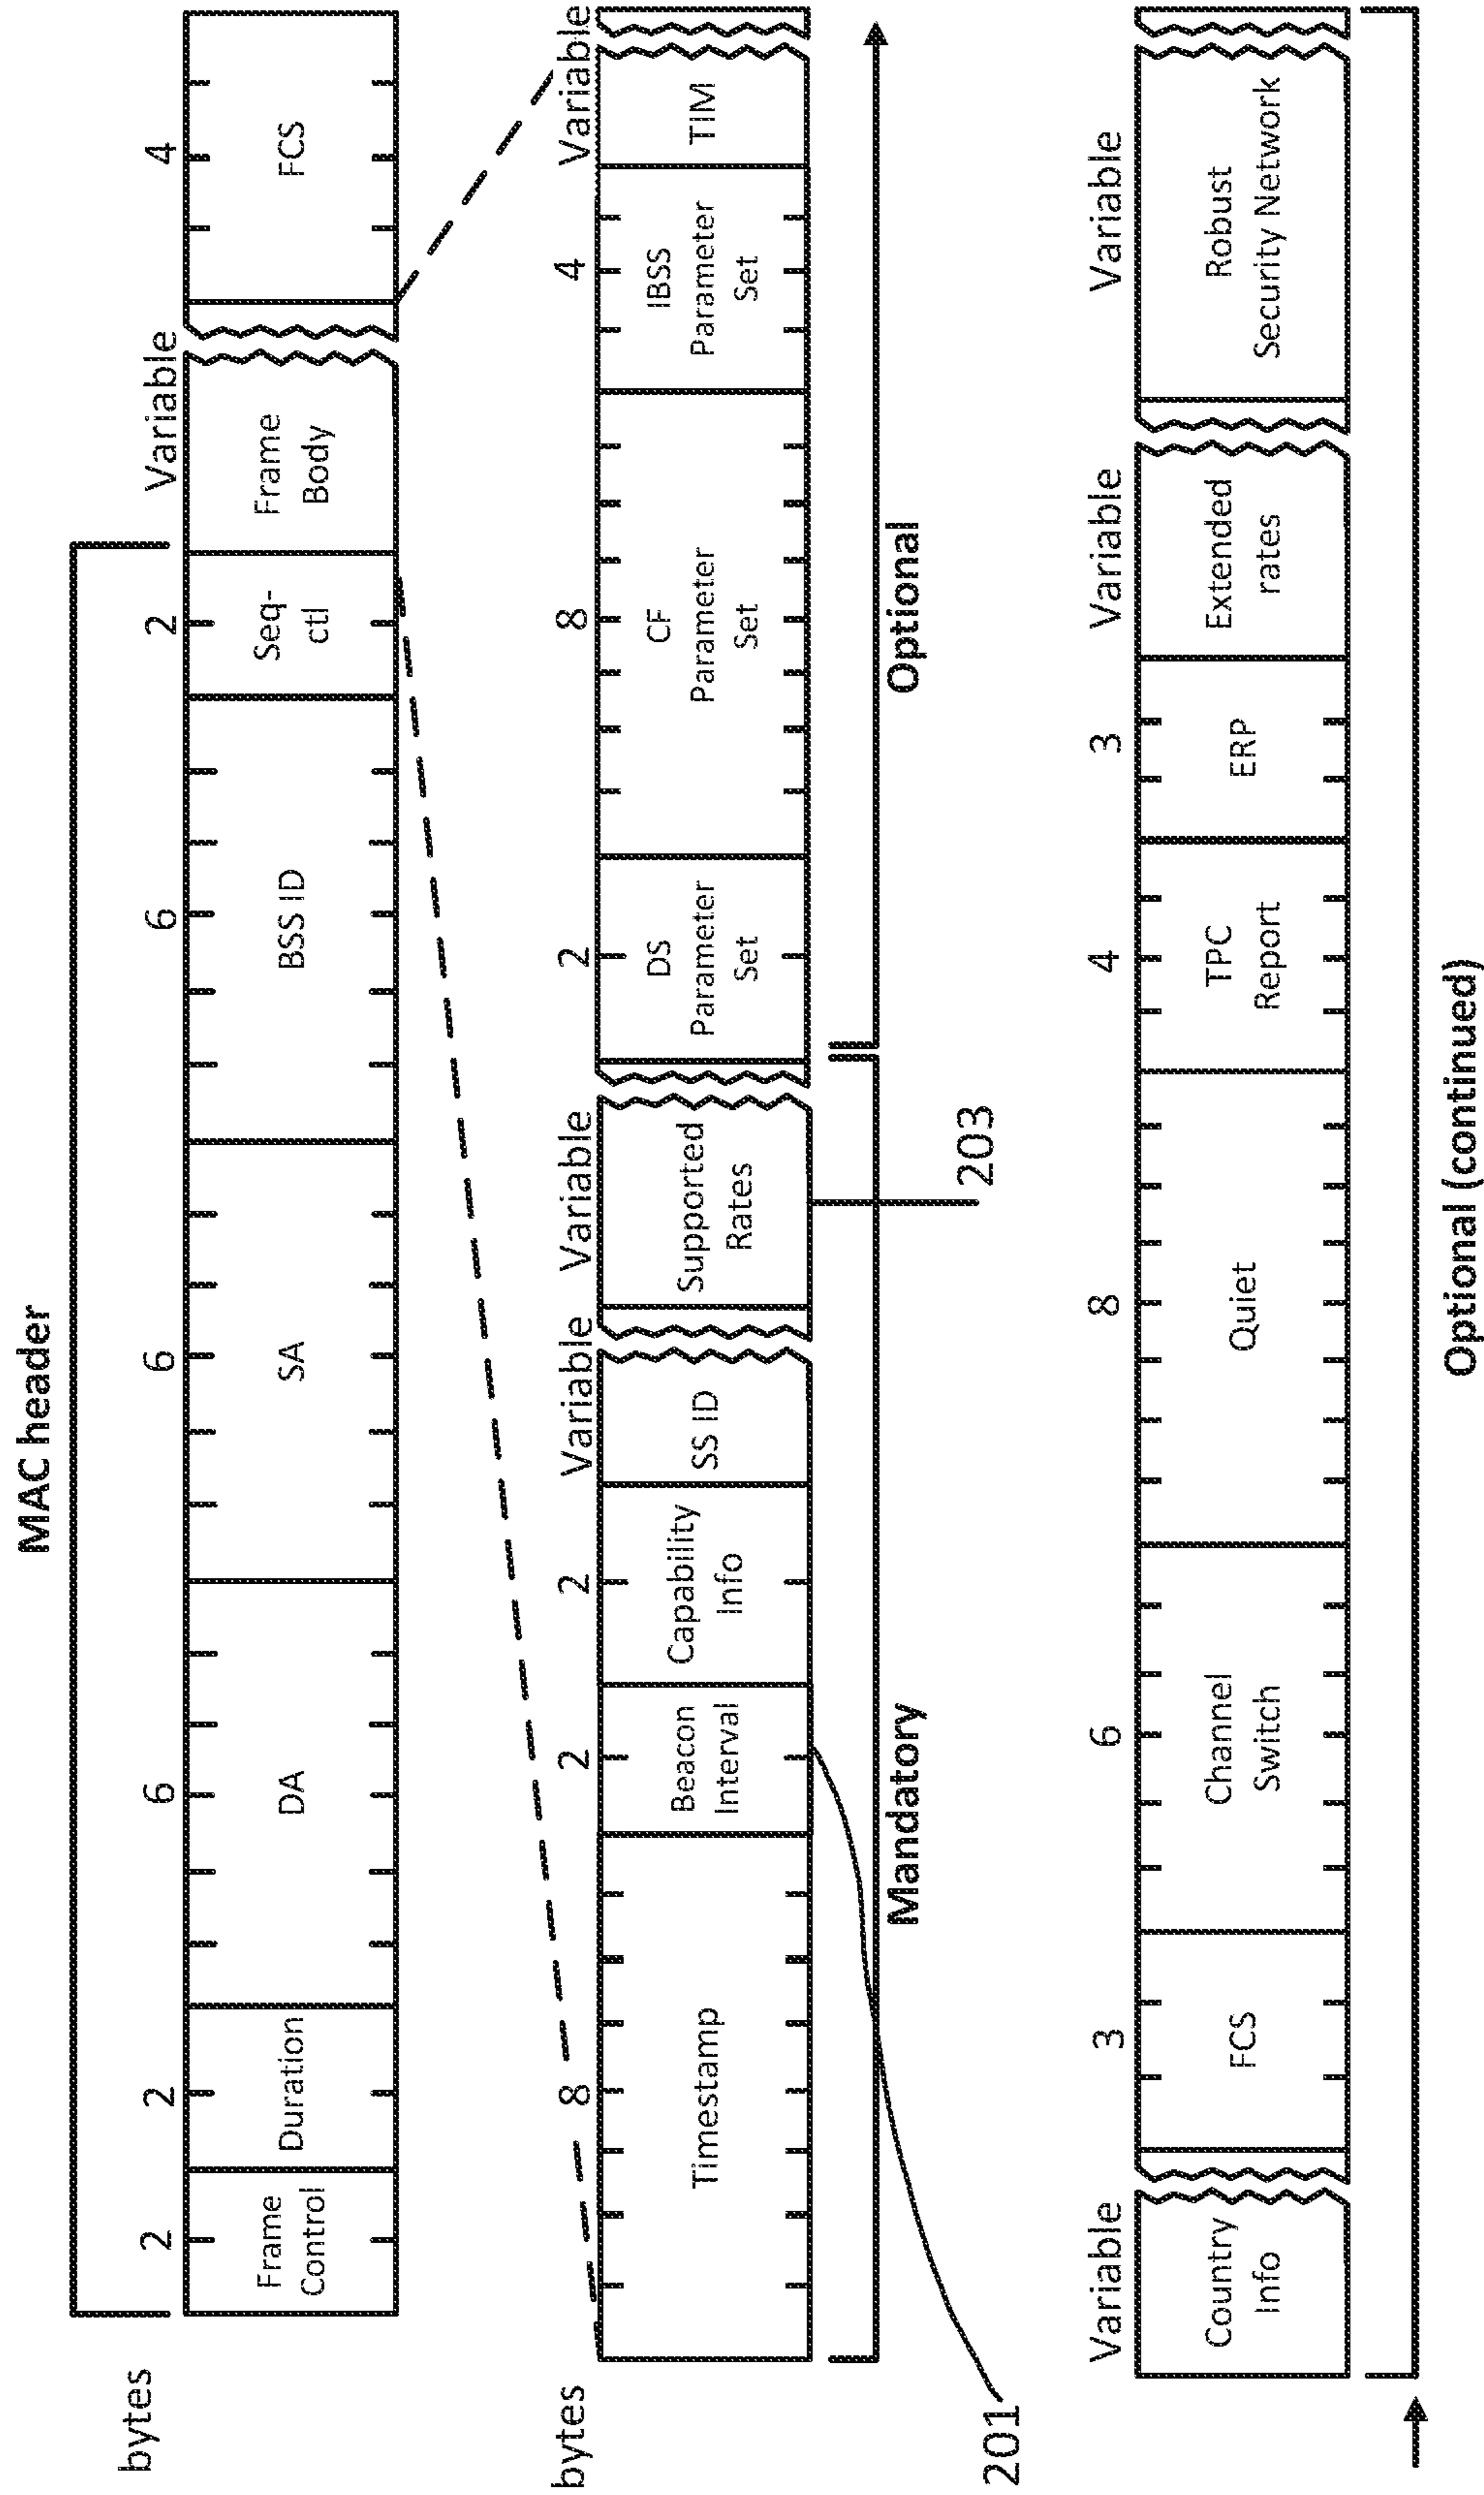 MAC header
bytes 2 2 6 6 6 2 Variable 4
Frame Control
Duration
DA
SA
BSS ID
Seq-ctl
Frame Body
FCS
bytes 8 2 2 Variable Variable 2 8 4 Variable
Timestamp
Beacon Interval
Capability Info
SS ID
Supported Rates
DS Parameter Set
CF Parameter Set
IBSS Parameter Set
TIM
Mandatory
Optional
201
203
Variable 3 6 8 4 3 Variable Variable
Country Info
FCS
Channel Switch
Quiet
TPC Report
ERP
Extended rates
Robust Security Network
Optional (continued)